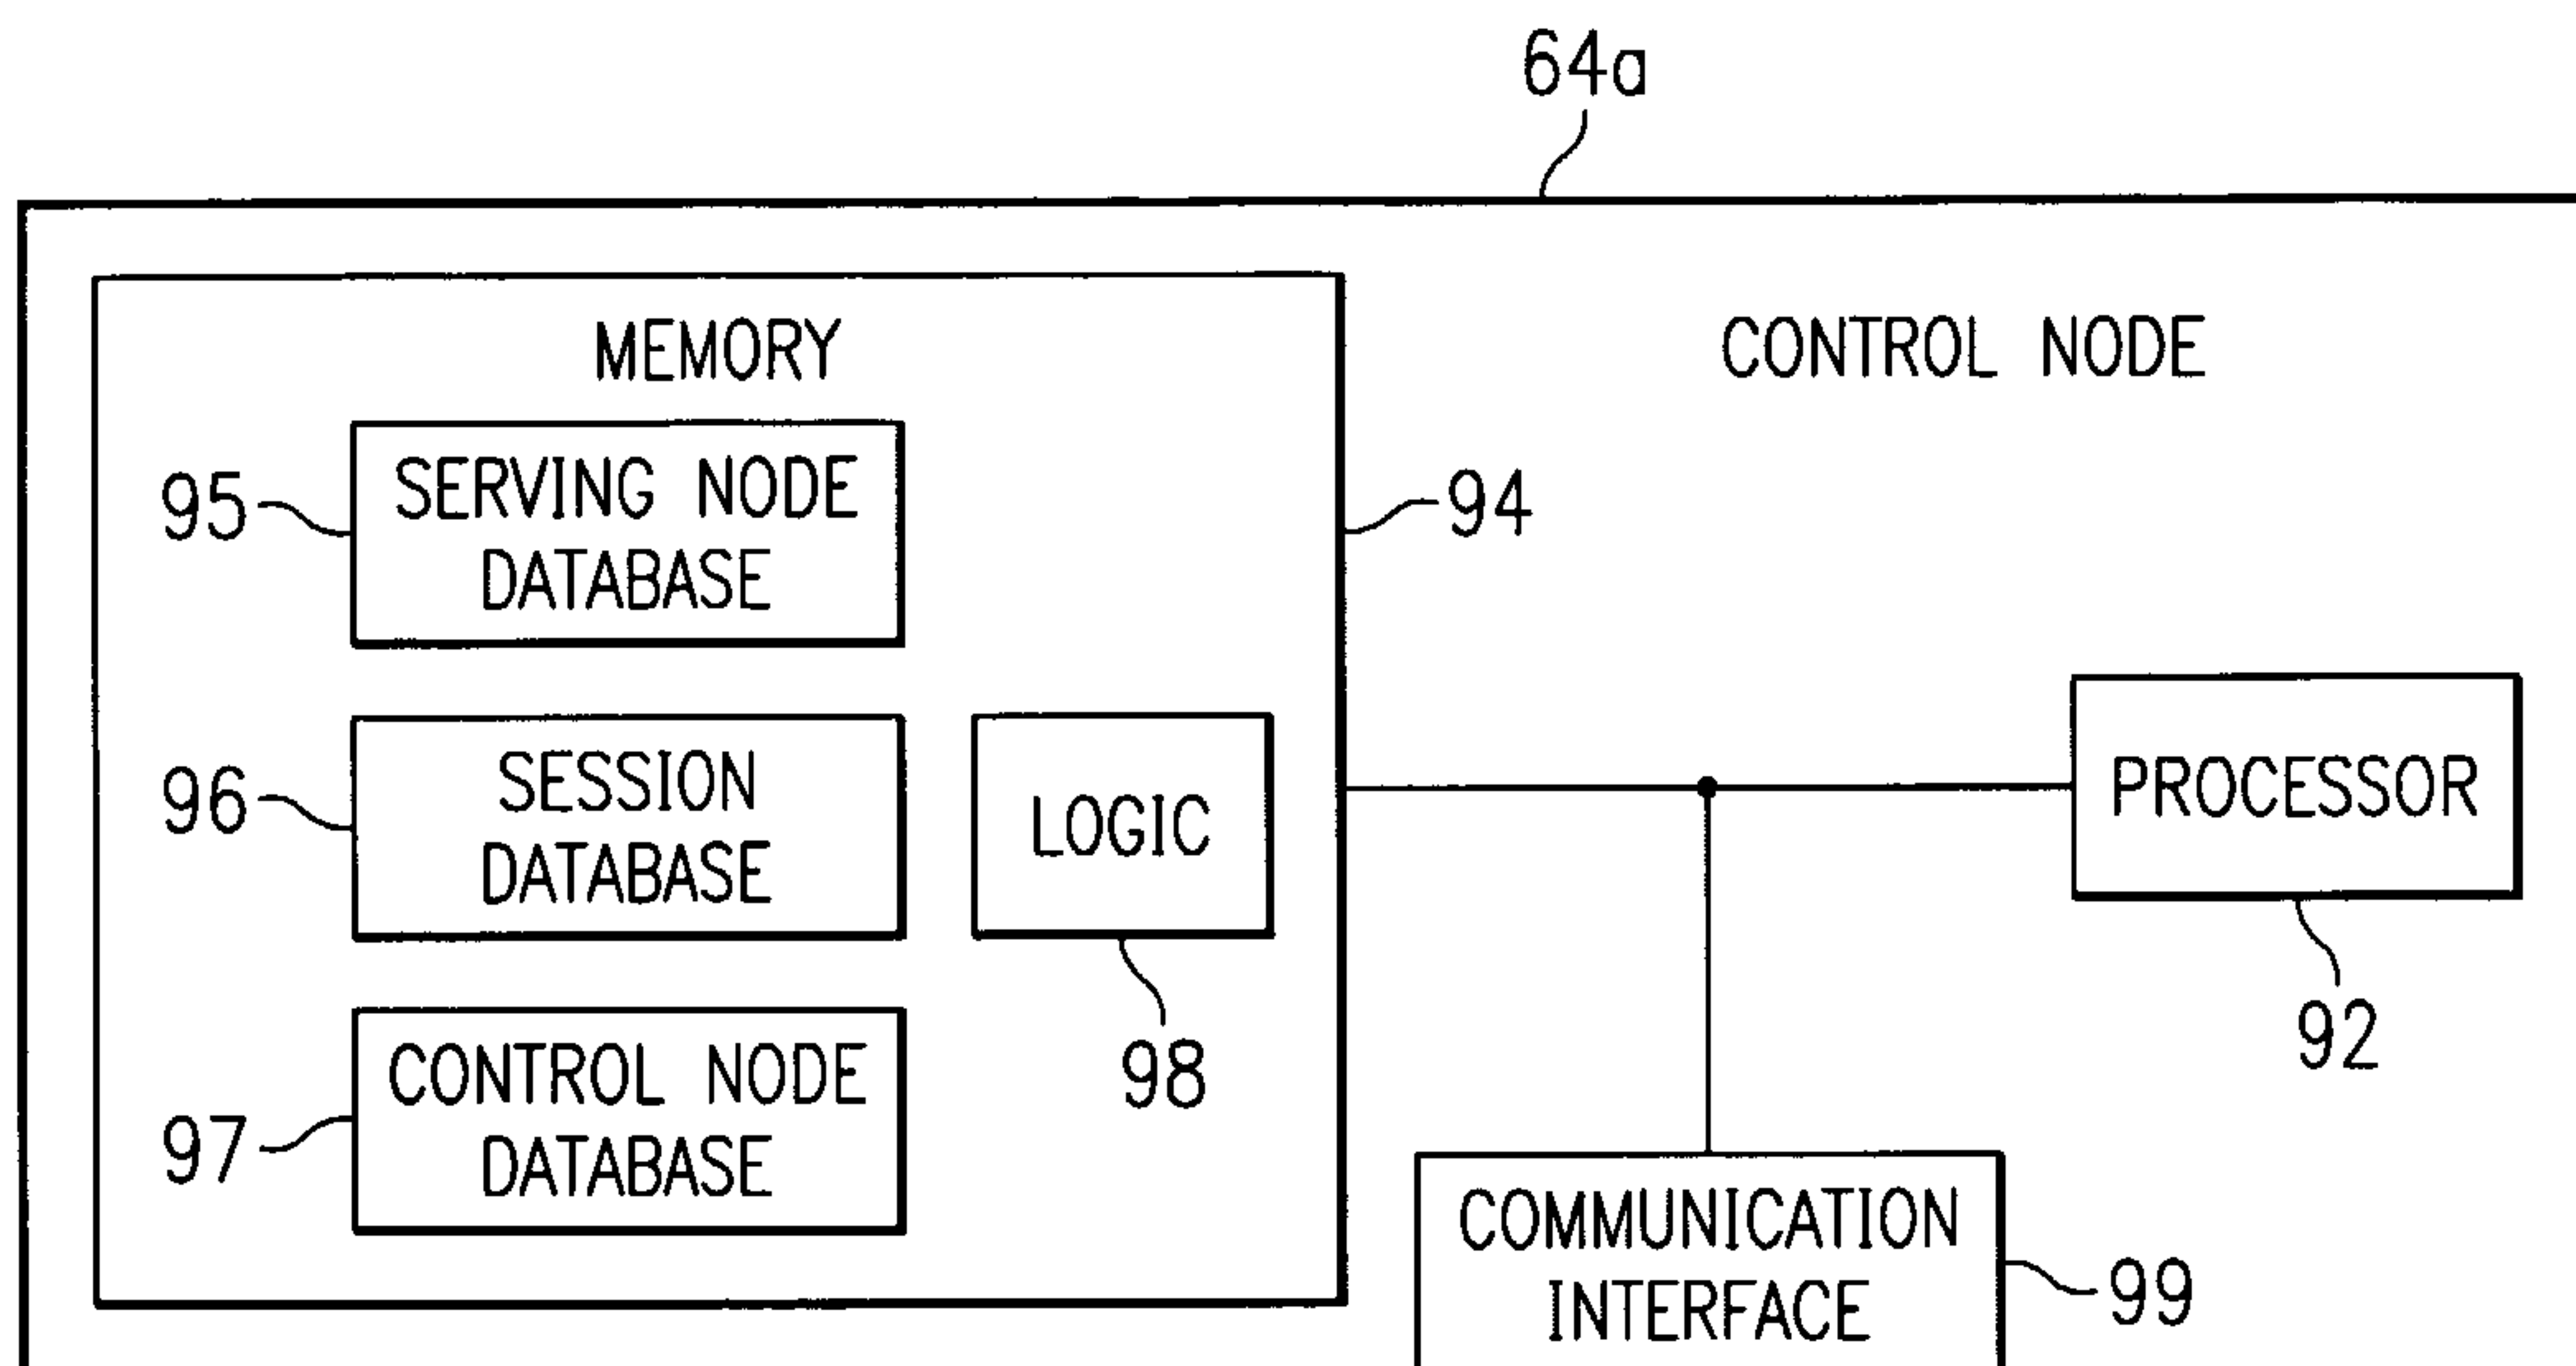 64a
MEMORY
CONTROL NODE
95
SERVING NODE
DATABASE
94
96
SESSION
DATABASE
LOGIC
PROCESSOR
98
92
97
CONTROL NODE
DATABASE
COMMUNICATION
INTERFACE
99